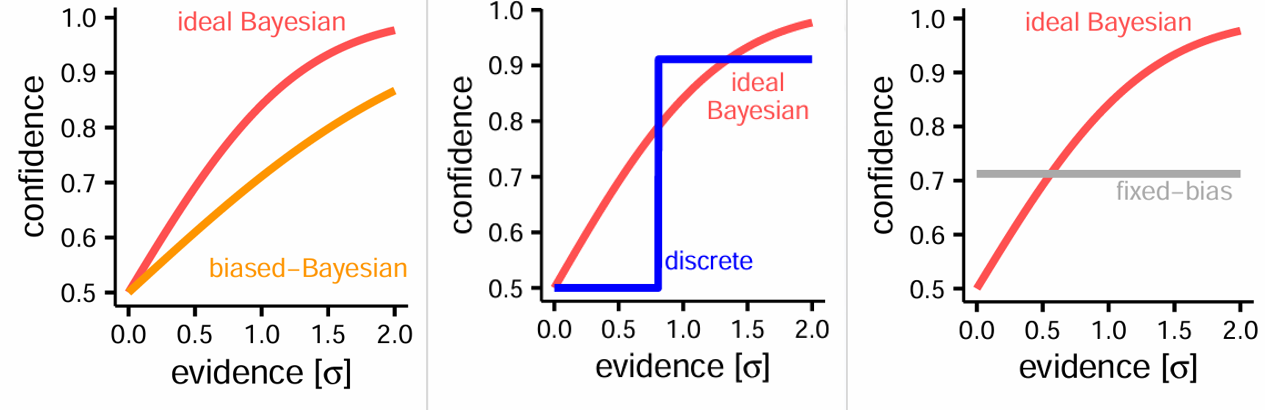 ideal Bayesian
1.0
0.9
0.8
0.7
0.6
0.5
confidence
biased−Bayesian
0.0 0.5 1.0 1.5 2.0
evidence [σ]
1.0
0.9
0.8
0.7
0.6
0.5
confidence
ideal
Bayesian
discrete
0.0 0.5 1.0 1.5 2.0
evidence [σ]
ideal Bayesian
1.0
0.9
0.8
0.7
0.6
0.5
confidence
fixed−bias
0.0 0.5 1.0 1.5 2.0
evidence [σ]